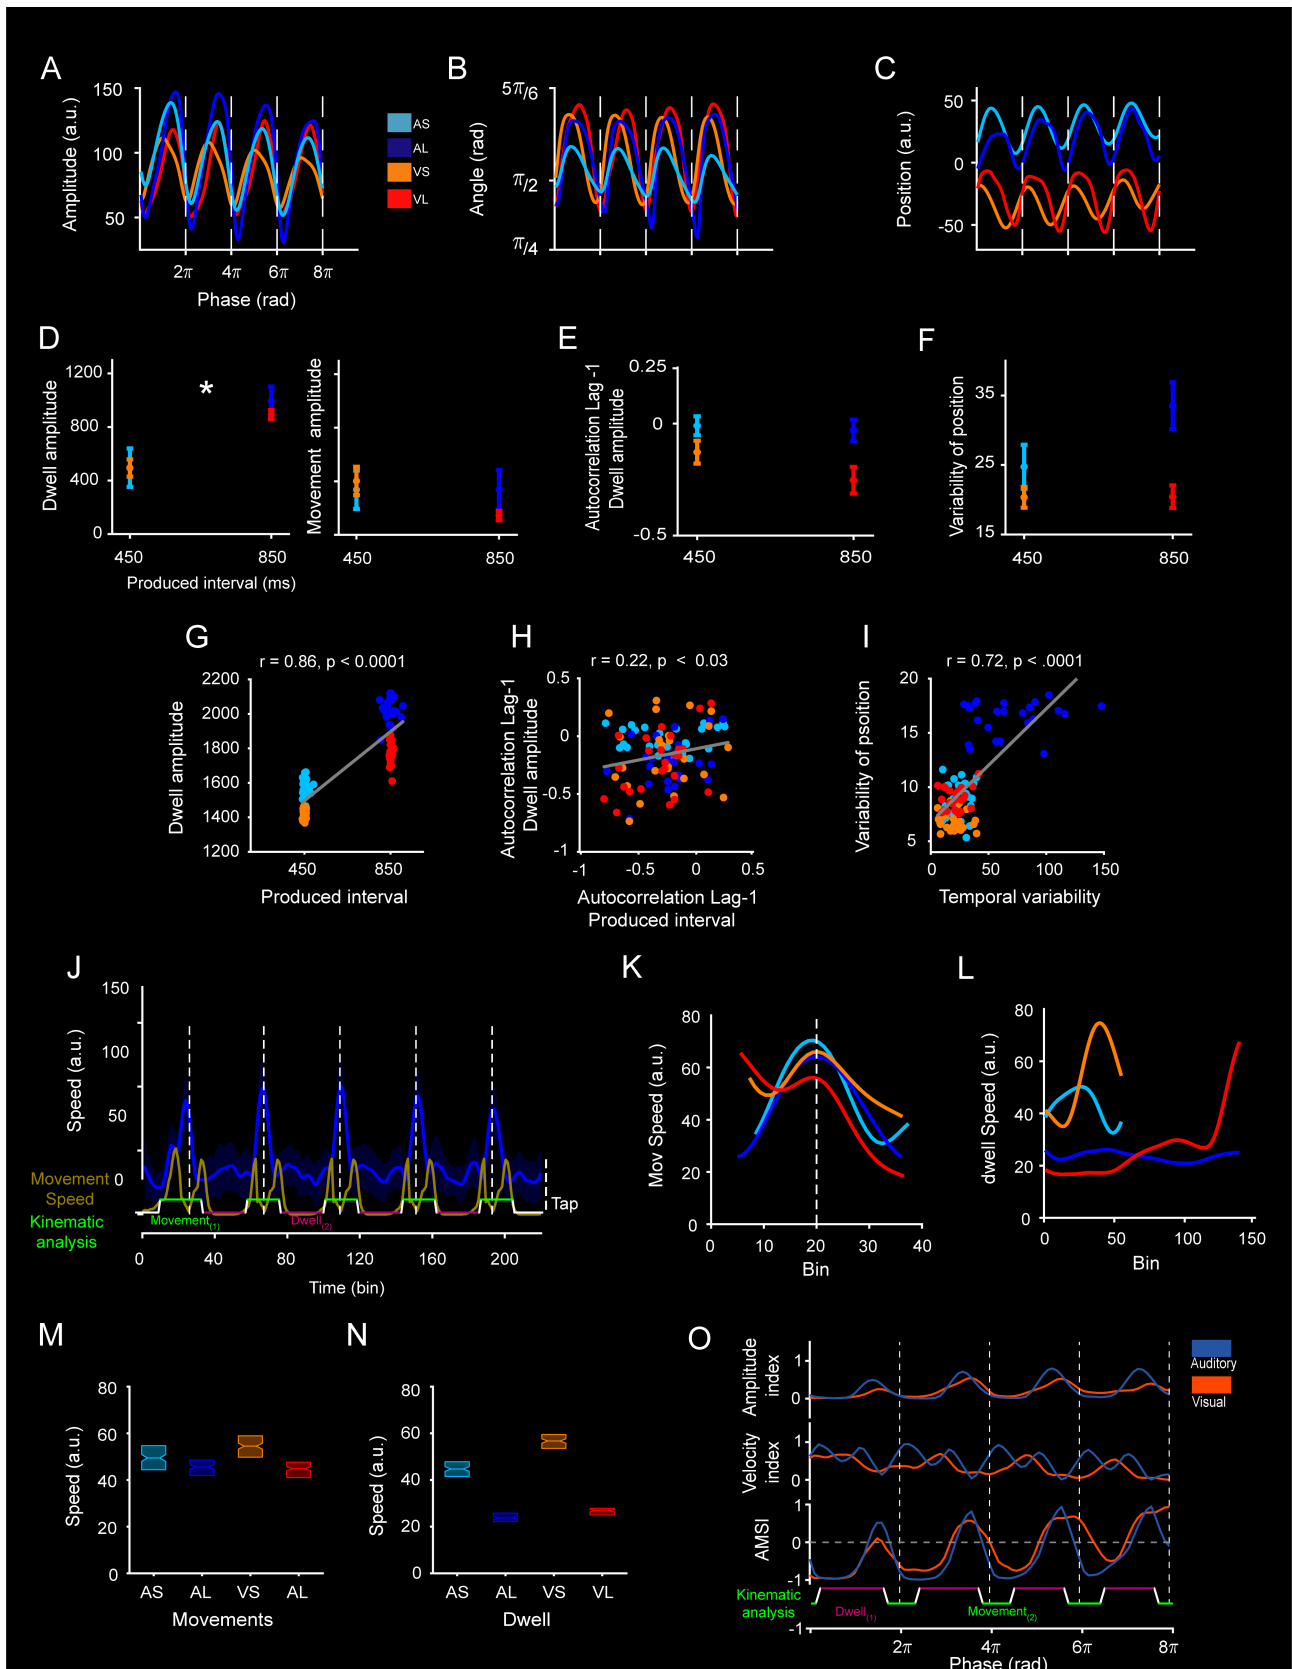 A
B
C
150
100
50
Amplitude (a.u.)
2π
4π
6π
8π
Phase (rad)
AS
AL
VS
VL
5π/6
π/2
π/4
Angle (rad)
50
0
-50
Postion (a.u.)
D
E
F
1200
800
400
0
Dwell amplitude
*
450
850
Produced interval (ms)
Movement amplitude
450
850
0.25
0
-0.5
Autocorrelation Lag -1
Dwell amplitude
450
850
35
25
15
Variability of position
450
850
G
H
I
r = 0.86, p < 0.0001
2200
2000
1800
1600
1400
1200
Dwell amplitude
450
850
Produced interval
r = 0.22, p < 0.03
0.5
0
-0.5
-1
Autocorrelation Lag-1
Dwell amplitude
-1
-0.5
0
0.5
Autocorrelation Lag-1
Produced interval
r = 0.72, p < .0001
20
15
10
5
Variability of psotion
0
50
100
150
Temporal variability
J
K
L
150
100
50
0
Speed (a.u.)
Movement
Speed
Kinematic
analysis
Movement(1)
Dwell(2)
Tap
0
40
80
120
160
200
Time (bin)
80
60
40
20
0
Mov Speed (a.u.)
0
10
20
30
40
Bin
80
60
40
20
0
dwell Speed (a.u.)
0
50
100
150
Bin
M
N
O
80
60
40
20
0
Speed (a.u.)
AS
AL
VS
AL
Movements
80
60
40
20
0
Speed (a.u.)
AS
AL
VS
VL
Dwell
Amplitude
index
1
0
Velocity
index
1
0
AMSI
1
0
-1
Auditory
Visual
Kinematic
analysis
Dwell(1)
Movement(2)
-1
2π
4π
6π
8π
Phase (rad)